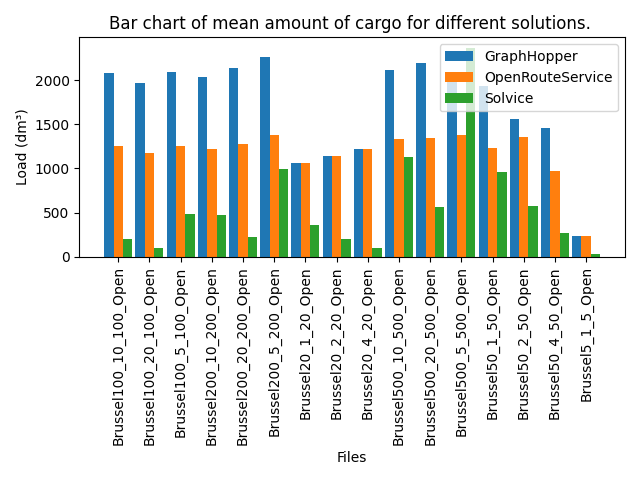 Bar chart of mean amount of cargo for different solutions.
GraphHopper
OpenRouteService
Solvice
Load (dm³)
2000
1500
1000
500
0
Brussel100_10_100_Open
Brussel100_20_100_Open
Brussel100_5_100_Open
Brussel200_10_200_Open
Brussel200_20_200_Open
Brussel200_5_200_Open
Brussel20_1_20_Open
Brussel20_2_20_Open
Brussel20_4_20_Open
Brussel500_10_500_Open
Brussel500_20_500_Open
Brussel500_5_500_Open
Brussel50_1_50_Open
Brussel50_2_50_Open
Brussel50_4_50_Open
Brussel5_1_5_Open
Files